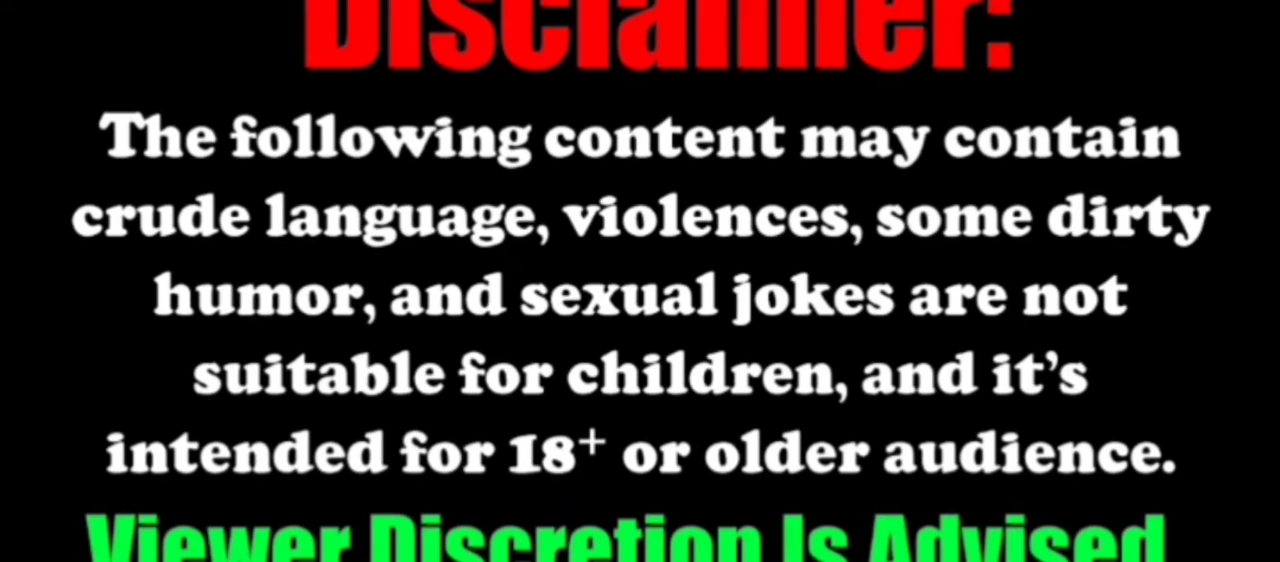 Disclaimer:
The following content may contain
crude language, violences, some dirty
humor, and sexual jokes are not
suitable for children, and it’s
intended for 18+ or older audience.
Viewer Discretion Is Advised